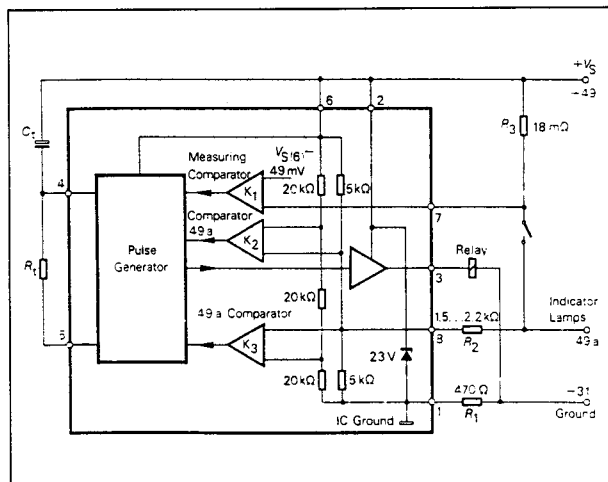 +VS
49
6
2
Ct
R3
18 mΩ
Measuring
Comparator
VS(6)−
49 mV
20 kΩ
5 kΩ
4
K1
7
Comparator
49 a
K2
Pulse
Generator
Relay
3
Rt
20 kΩ
Indicator
Lamps
49 a Comparator
1.5...2.2 kΩ
8
R2
49 a
5
K3
23 V
20 kΩ
5 kΩ
470 Ω
−31
1
R1
Ground
IC Ground